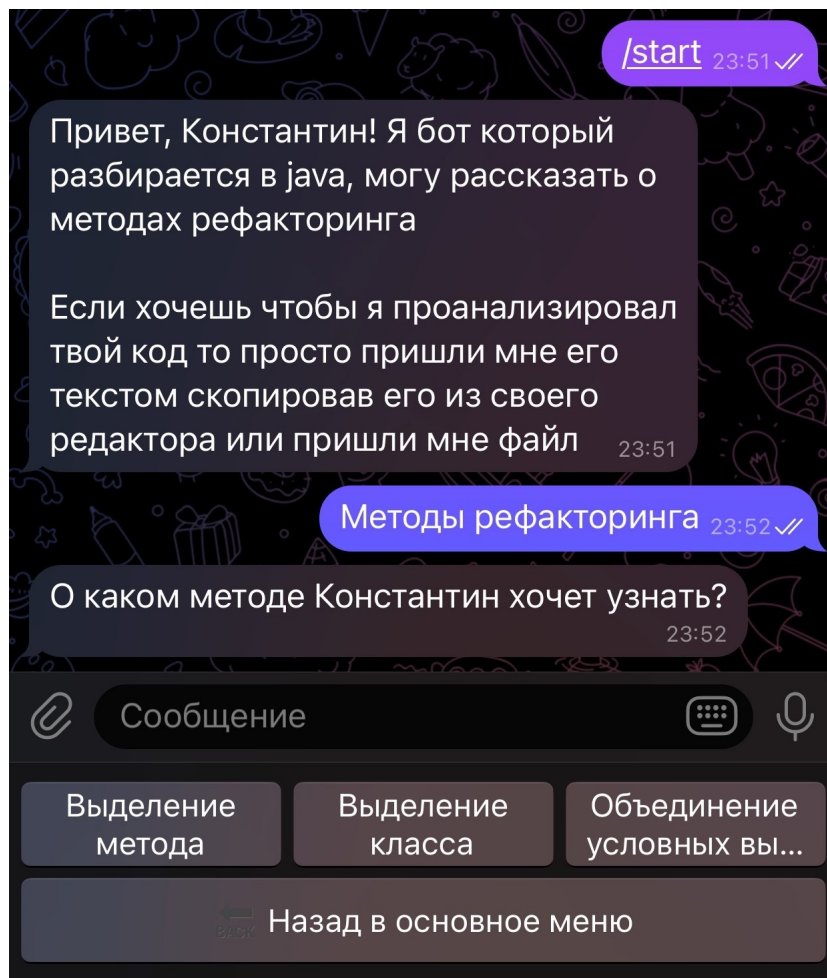 /start 23:51
Привет, Константин! Я бот который
разбирается в java, могу рассказать о
методах рефакторинга
Если хочешь чтобы я проанализировал
твой код то просто пришли мне его
текстом скопировав его из своего
редактора или пришли мне файл 23:51
Методы рефакторинга 23:52
О каком методе Константин хочет узнать?
23:52
Сообщение
Выделение
метода
Выделение
класса
Объединение
условных вы...
BACK Назад в основное меню